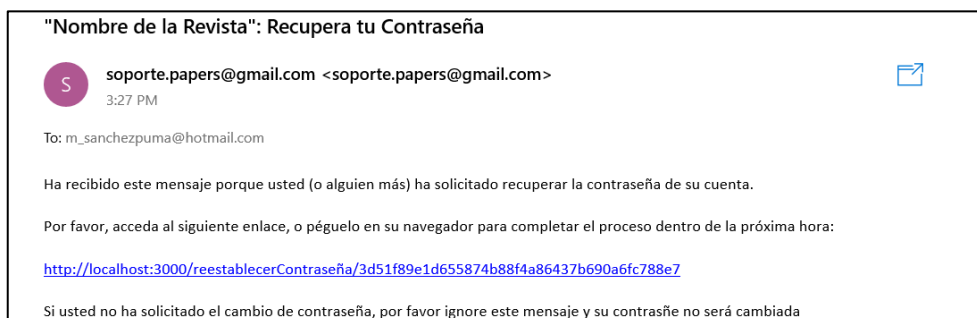 "Nombre de la Revista": Recupera tu Contraseña
S
soporte.papers@gmail.com <soporte.papers@gmail.com>
3:27 PM
To: m_sanchezpuma@hotmail.com
Ha recibido este mensaje porque usted (o alguien más) ha solicitado recuperar la contraseña de su cuenta.
Por favor, acceda al siguiente enlace, o péguelo en su navegador para completar el proceso dentro de la próxima hora:
http://localhost:3000/reestablecerContraseña/3d51f89e1d655874b88f4a86437b690a6fc788e7
Si usted no ha solicitado el cambio de contraseña, por favor ignore este mensaje y su contrasñe no será cambiada